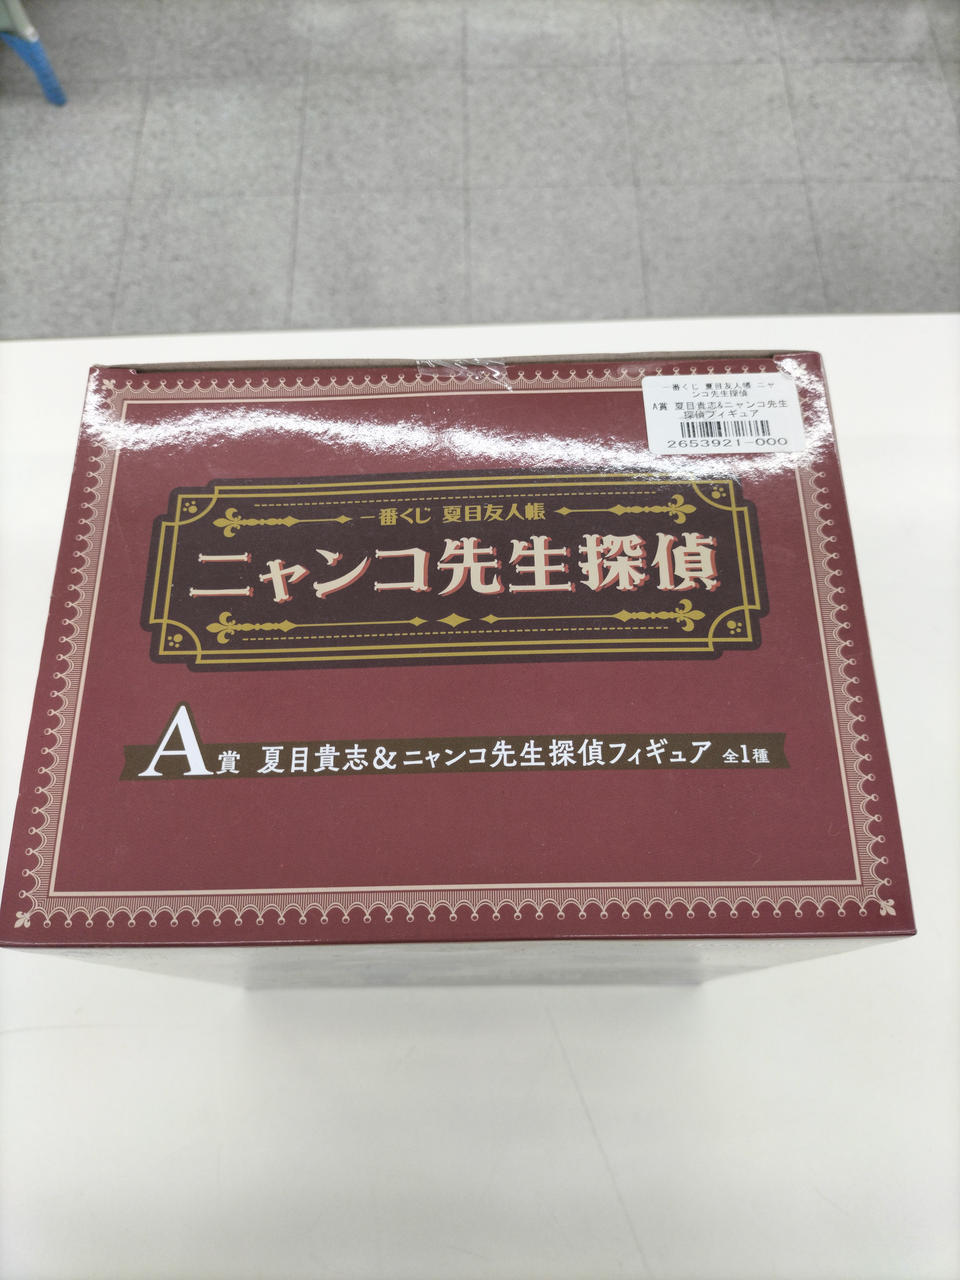 一番くじ 夏目友人帳 ニャ
ンコ先生探偵
A賞 夏目貴志&ニャンコ先生
探偵フィギュア
2653921-000
一番くじ 夏目友人帳
ニャンコ先生探偵
A賞 夏目貴志&ニャンコ先生探偵フィギュア 全1種